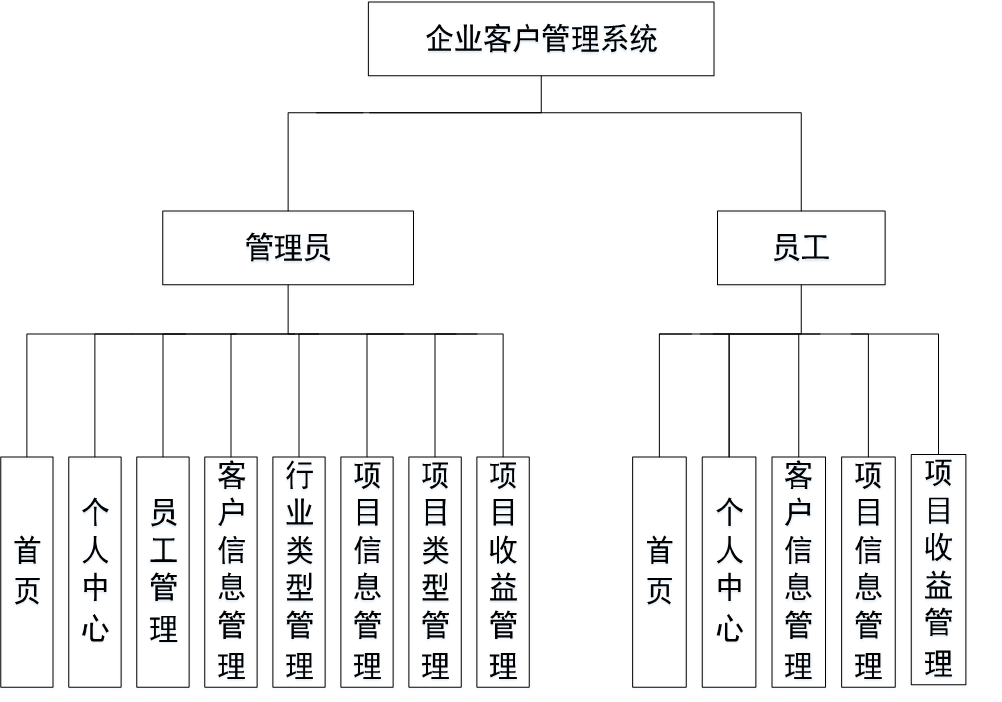 企业客户管理系统
管理员
员工
首页
个人中心
员工管理
客户信息管理
行业类型管理
项目信息管理
项目类型管理
项目收益管理
首页
个人中心
客户信息管理
项目信息管理
项目收益管理